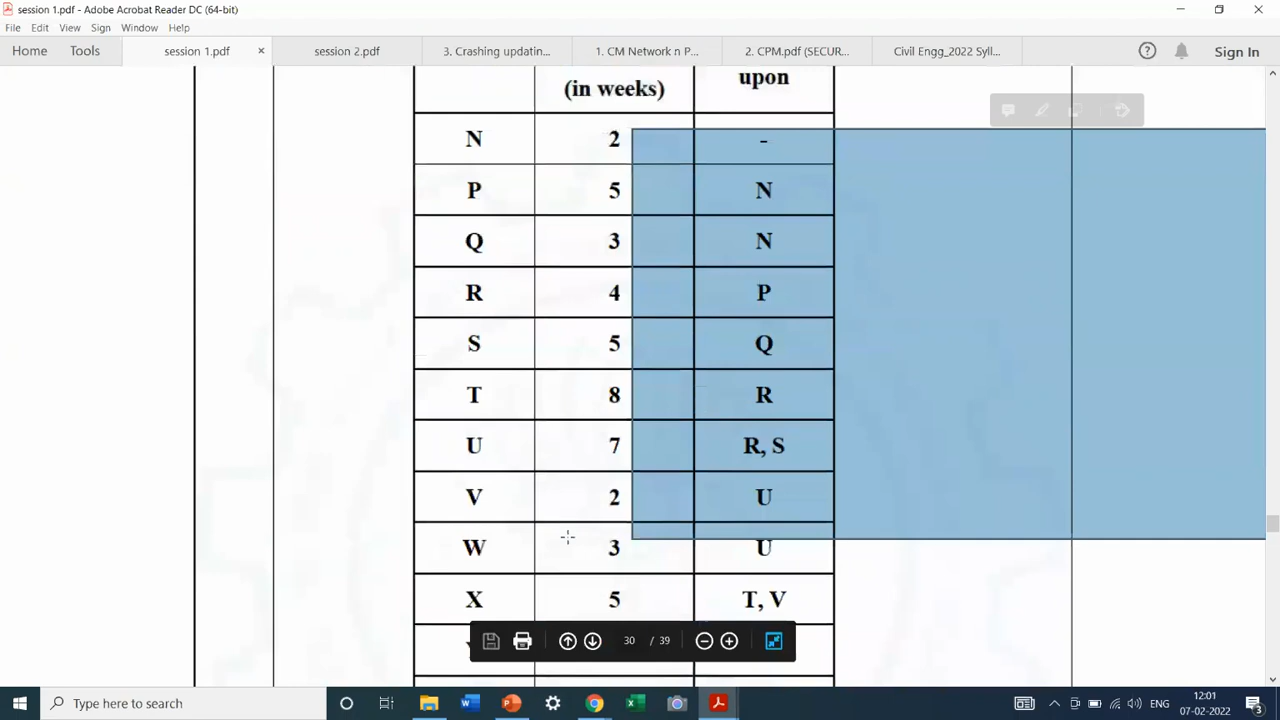 session 1.pdf - Adobe Acrobat Reader DC (64-bit)
File Edit View Sign Window Help
Home Tools session 1.pdf × session 2.pdf 3. Crashing updatin... 1. CM Network n P... 2. CPM.pdf (SECUR... Civil Engg_2022 Syll... Sign In
(in weeks) upon
N 2 -
P 5 N
Q 3 N
R 4 P
S 5 Q
T 8 R
U 7 R, S
V 2 U
W 3 U
X 5 T, V
30 / 39
Type here to search
ENG
12:01
07-02-2022
3